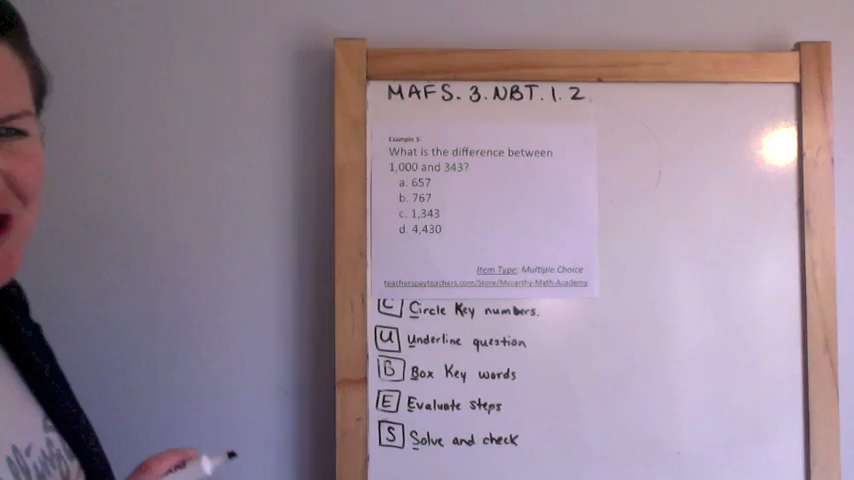 MAFS.3.NBT.1.2
Example 3:
What is the difference between
1,000 and 343?
a. 657
b. 767
c. 1,343
d. 4,430
Item Type: Multiple Choice
teacherspayteachers.com/Store/Mccarthy-Math-Academy
C Circle Key numbers.
U Underline question
B Box Key words
E Evaluate steps
S Solve and check